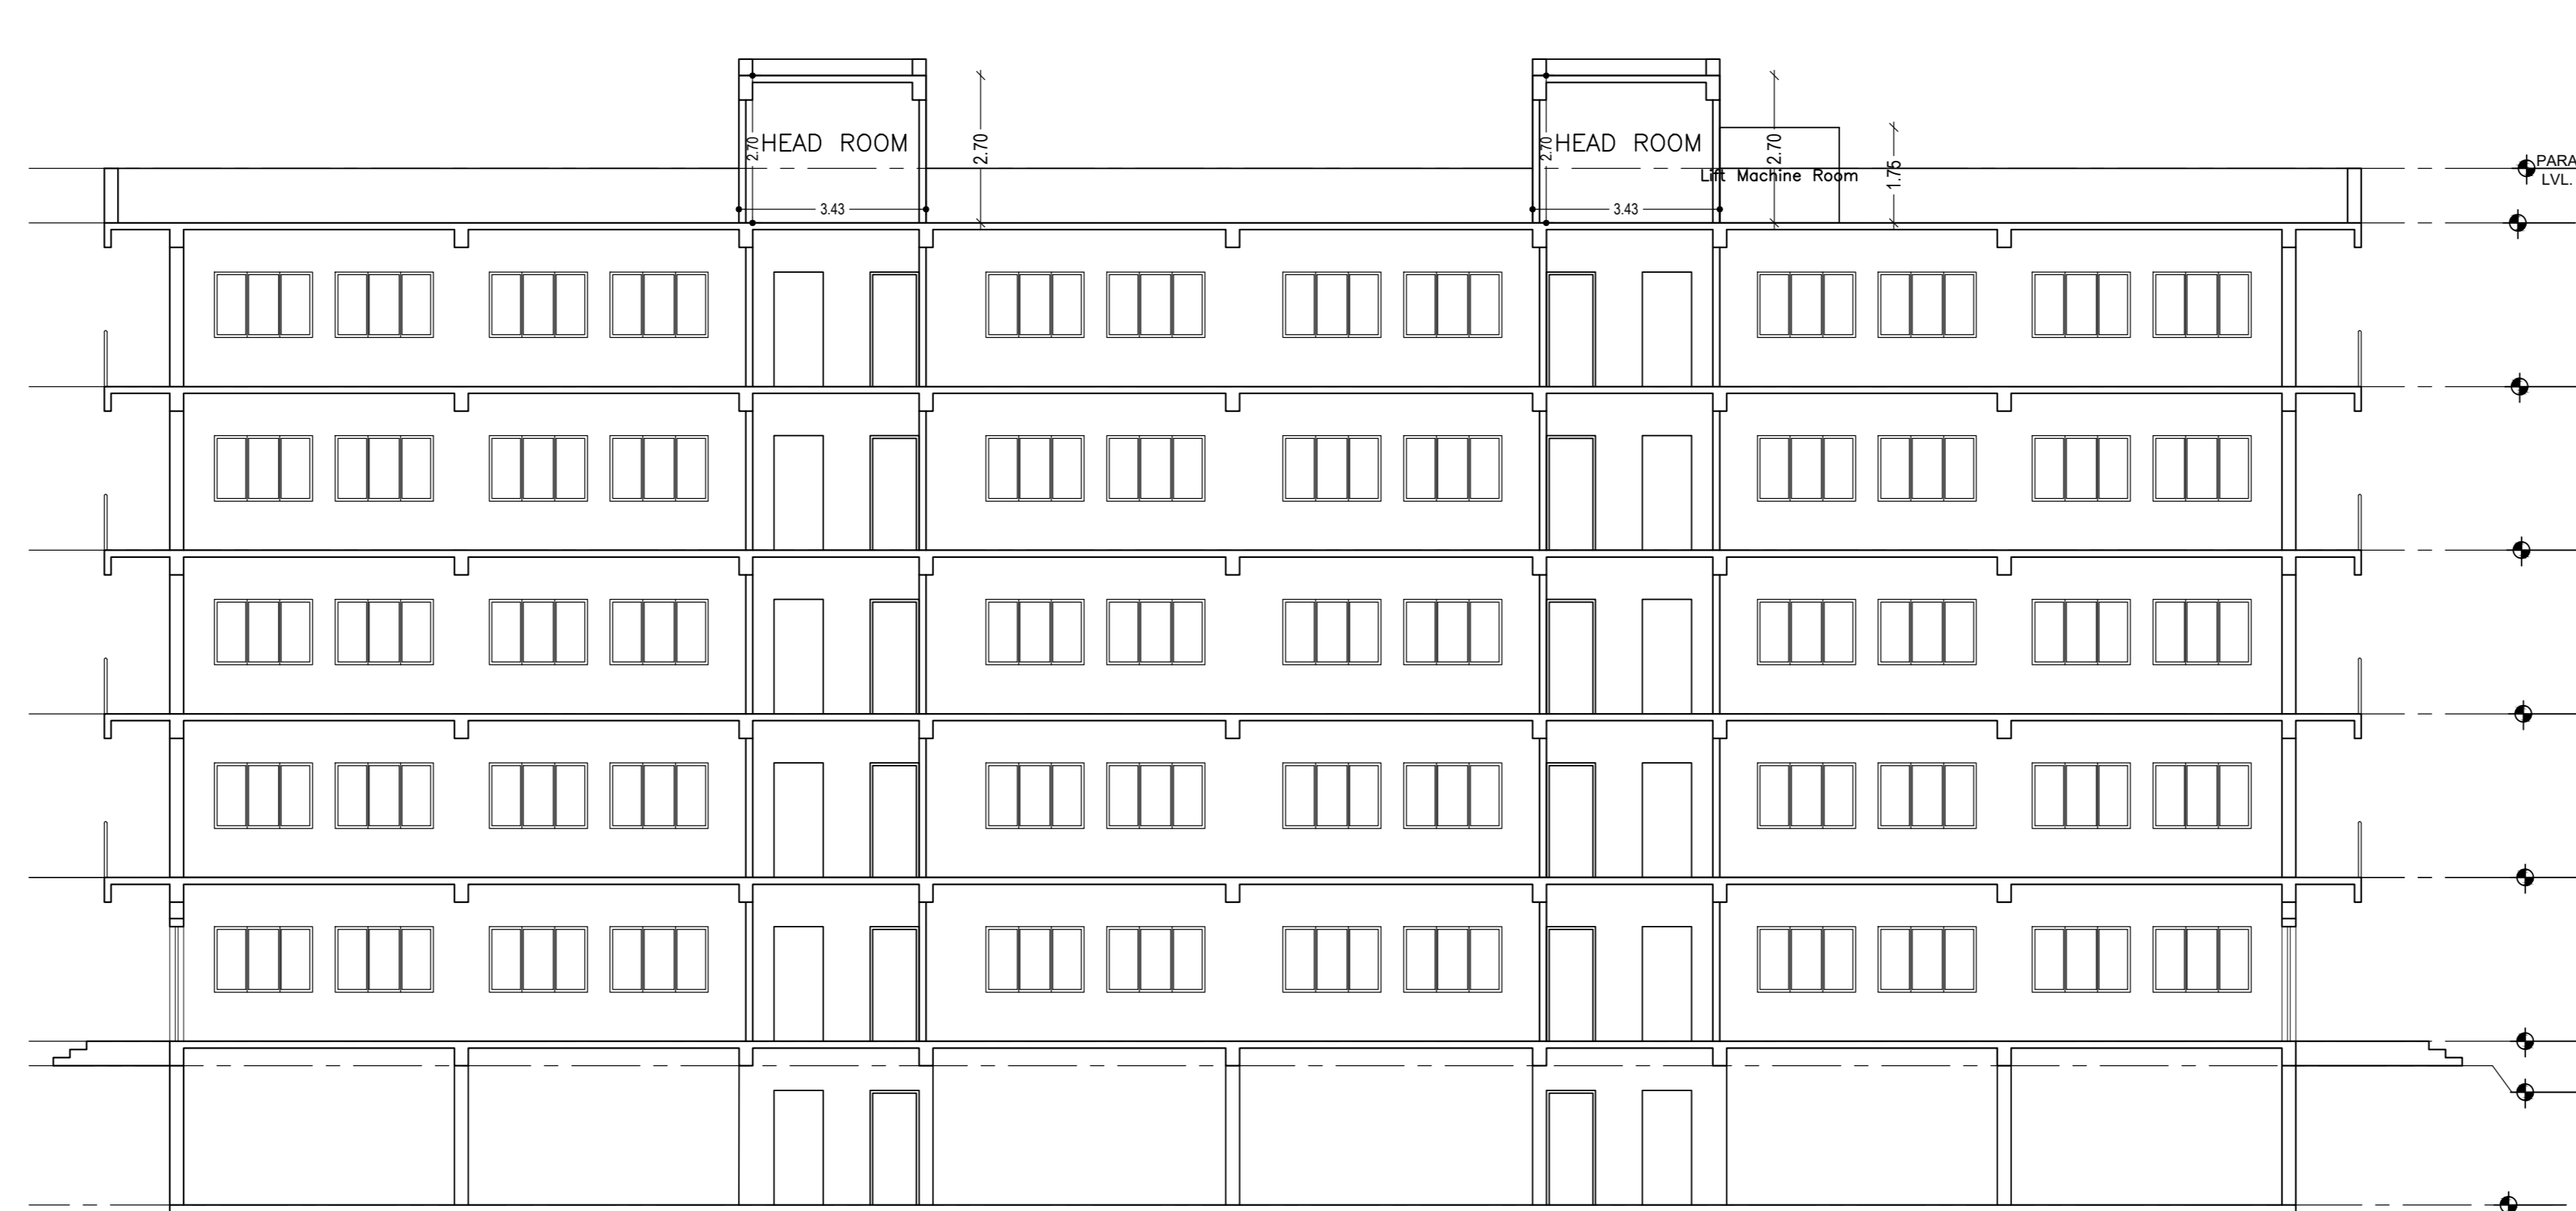 2.70
HEAD ROOM
3.43
2.70
2.70
HEAD ROOM
3.43
2.70
Lift Machine Room
1.75
PARA
LVL.